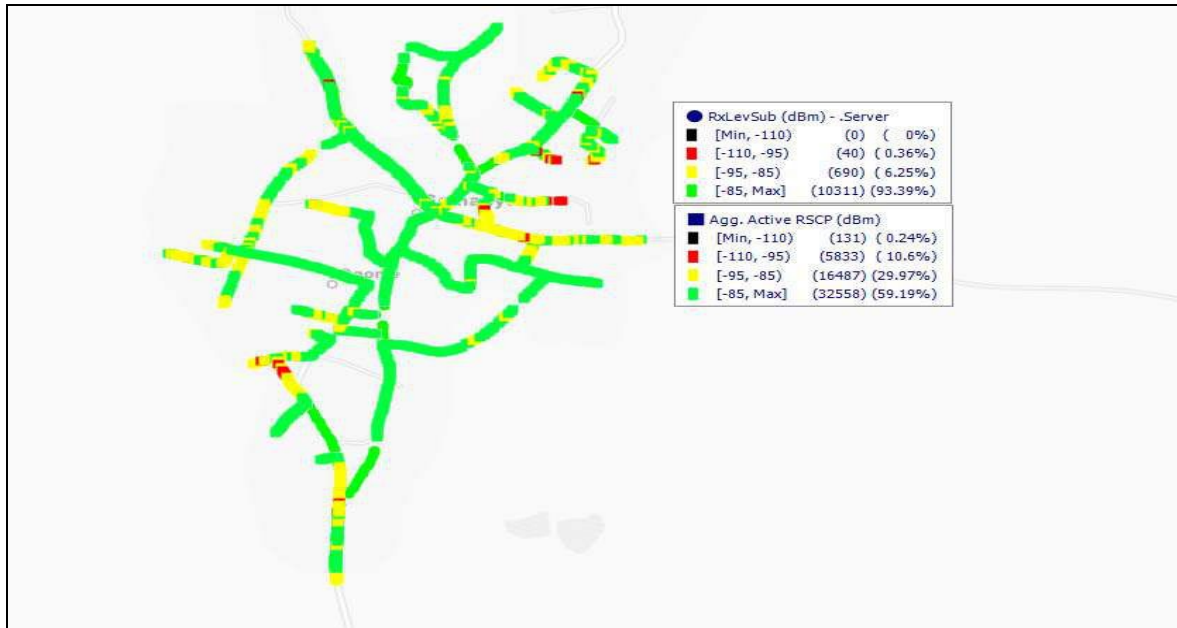 RxLevSub (dBm) - .Server
[Min, -110) (0) ( 0%)
[-110, -95) (40) ( 0.36%)
[-95, -85) (690) ( 6.25%)
[-85, Max] (10311) (93.39%)
Agg. Active RSCP (dBm)
[Min, -110) (131) ( 0.24%)
[-110, -95) (5833) ( 10.6%)
[-95, -85) (16487) (29.97%)
[-85, Max] (32558) (59.19%)